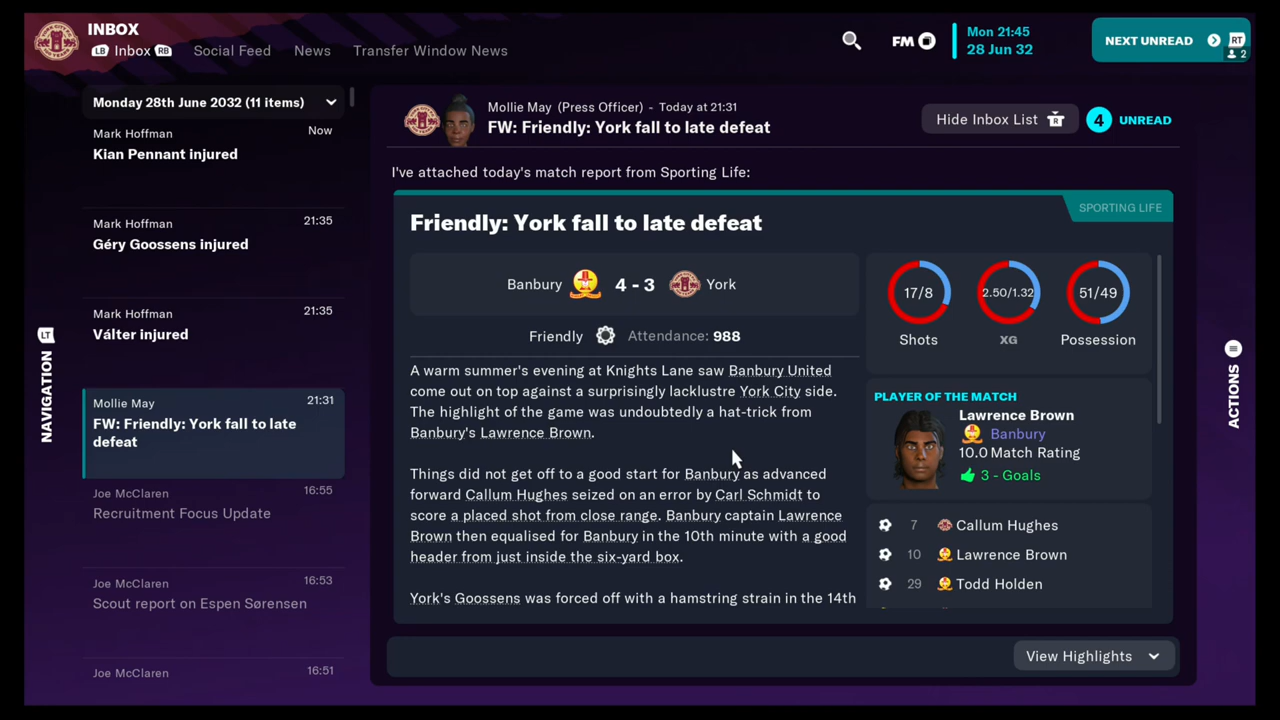 INBOX
LB Inbox RB
Social Feed
News
Transfer Window News
FM
Mon 21:45
28 Jun 32
NEXT UNREAD
RT
2
Monday 28th June 2032 (11 items)
Mark Hoffman
Now
Kian Pennant injured
Mark Hoffman
21:35
Géry Goossens injured
Mark Hoffman
21:35
Válter injured
Mollie May
21:31
FW: Friendly: York fall to late
defeat
Joe McClaren
16:55
Recruitment Focus Update
Joe McClaren
16:53
Scout report on Espen Sørensen
Joe McClaren
16:51
LT
NAVIGATION
Mollie May (Press Officer) - Today at 21:31
FW: Friendly: York fall to late defeat
Hide Inbox List
R
4
UNREAD
I've attached today's match report from Sporting Life:
SPORTING LIFE
Friendly: York fall to late defeat
Banbury
4 - 3
York
Friendly
Attendance: 988
A warm summer's evening at Knights Lane saw Banbury United
come out on top against a surprisingly lacklustre York City side.
The highlight of the game was undoubtedly a hat-trick from
Banbury's Lawrence Brown.
Things did not get off to a good start for Banbury as advanced
forward Callum Hughes seized on an error by Carl Schmidt to
score a placed shot from close range. Banbury captain Lawrence
Brown then equalised for Banbury in the 10th minute with a good
header from just inside the six-yard box.
York's Goossens was forced off with a hamstring strain in the 14th
17/8
Shots
2.50/1.32
XG
51/49
Possession
PLAYER OF THE MATCH
Lawrence Brown
Banbury
10.0 Match Rating
3 - Goals
7 Callum Hughes
10 Lawrence Brown
29 Todd Holden
View Highlights
ACTIONS